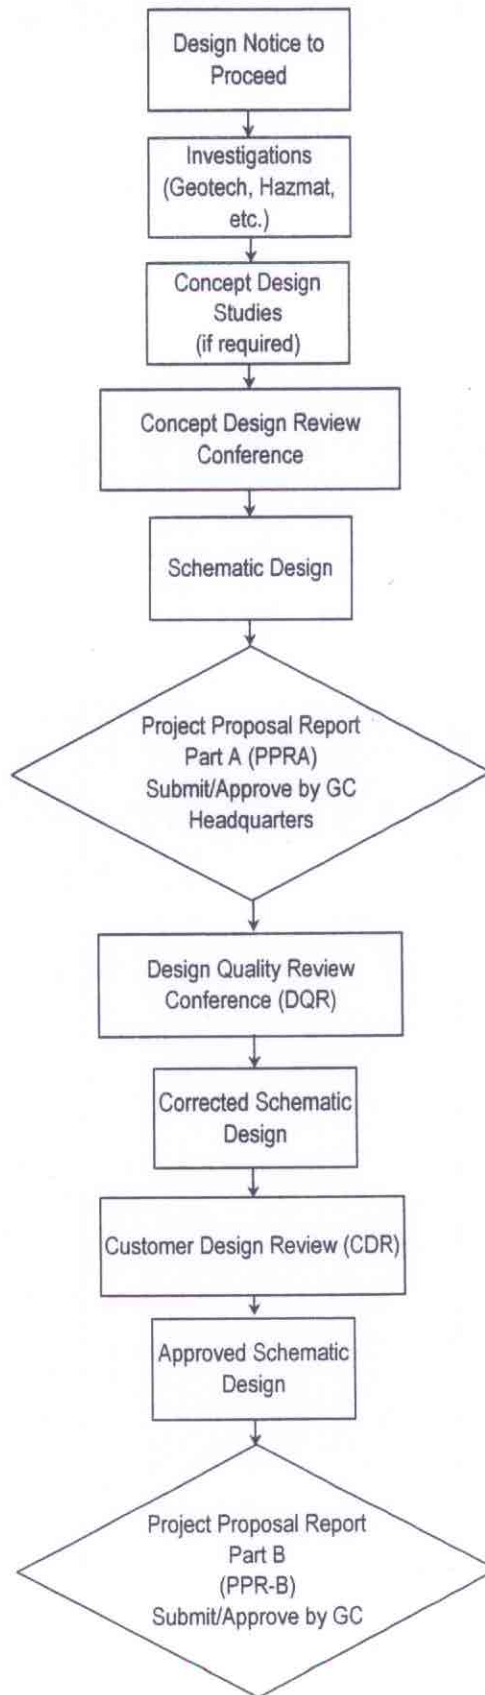 Design Notice to
Proceed
Investigations
(Geotech, Hazmat,
etc.)
Concept Design
Studies
(if required)
Concept Design Review
Conference
Schematic Design
Project Proposal Report
Part A (PPRA)
Submit/Approve by GC
Headquarters
Design Quality Review
Conference (DQR)
Corrected Schematic
Design
Customer Design Review (CDR)
Approved Schematic
Design
Project Proposal Report
Part B
(PPR-B)
Submit/Approve by GC